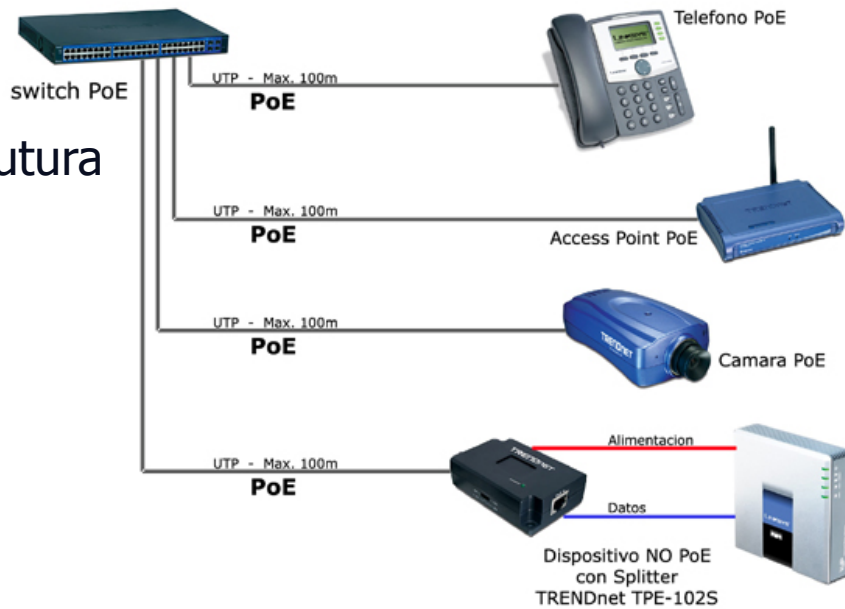 Telefono PoE
switch PoE
UTP - Max. 100m
PoE
utura
UTP - Max. 100m
PoE
Access Point PoE
UTP - Max. 100m
PoE
TRENDNET
Camara PoE
UTP - Max. 100m
PoE
TRENDNET
Alimentacion
Datos
Dispositivo NO PoE
con Splitter
TRENDnet TPE-102S